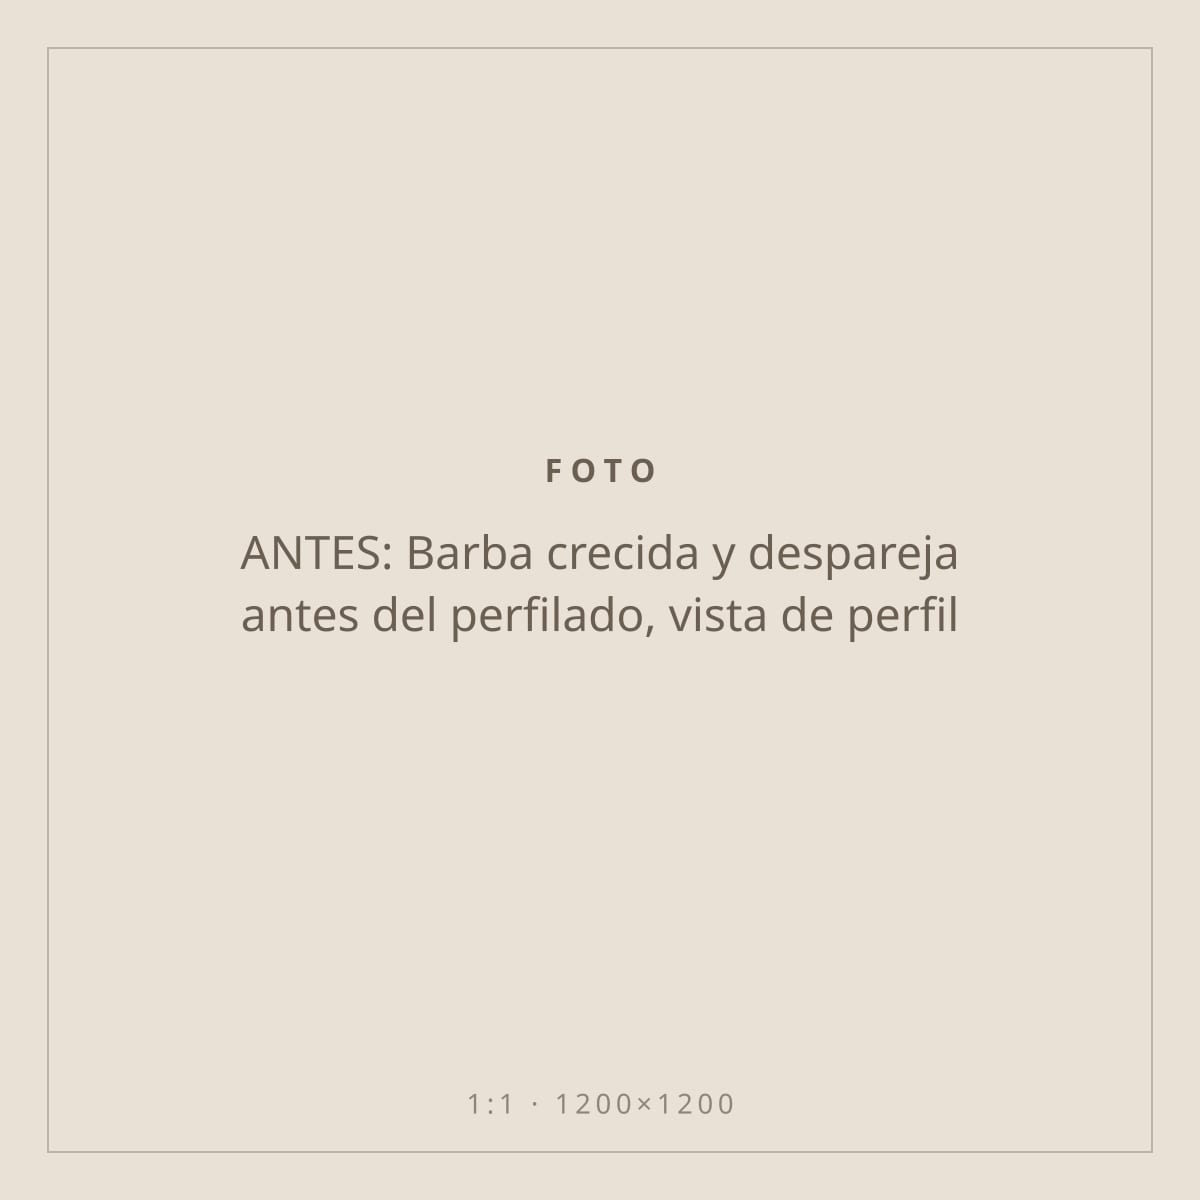 FOTO
ANTES: Barba crecida y despareja
antes del perfilado, vista de perfil
1:1 · 1200×1200